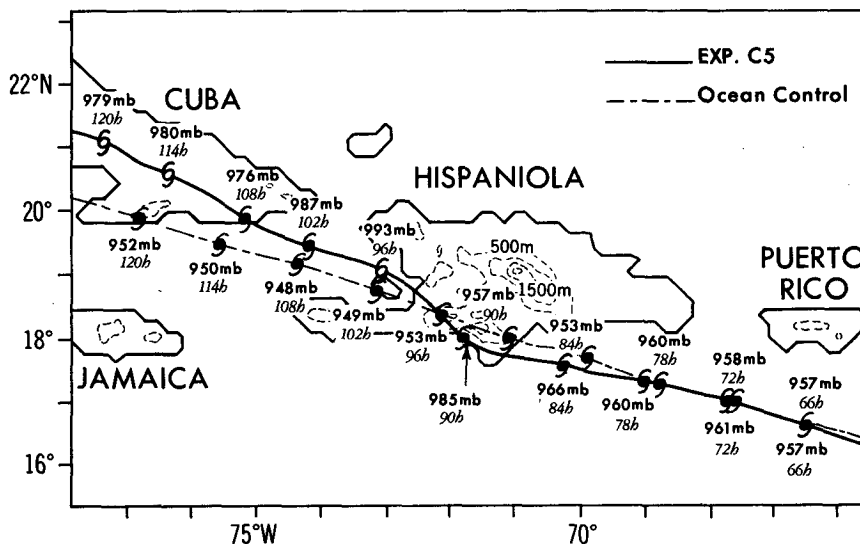 EXP. C5
Ocean Control
22°N
20°
18°
16°
75°W
70°
CUBA
HISPANIOLA
PUERTO
RICO
JAMAICA
500m
1500m
979mb
120h
980mb
114h
976mb
108h
987mb
102h
993mb
96h
952mb
120h
950mb
114h
948mb
108h
949mb
102h
953mb
96h
957mb
90h
985mb
90h
953mb
84h
966mb
84h
960mb
78h
960mb
78h
958mb
72h
961mb
72h
957mb
66h
957mb
66h